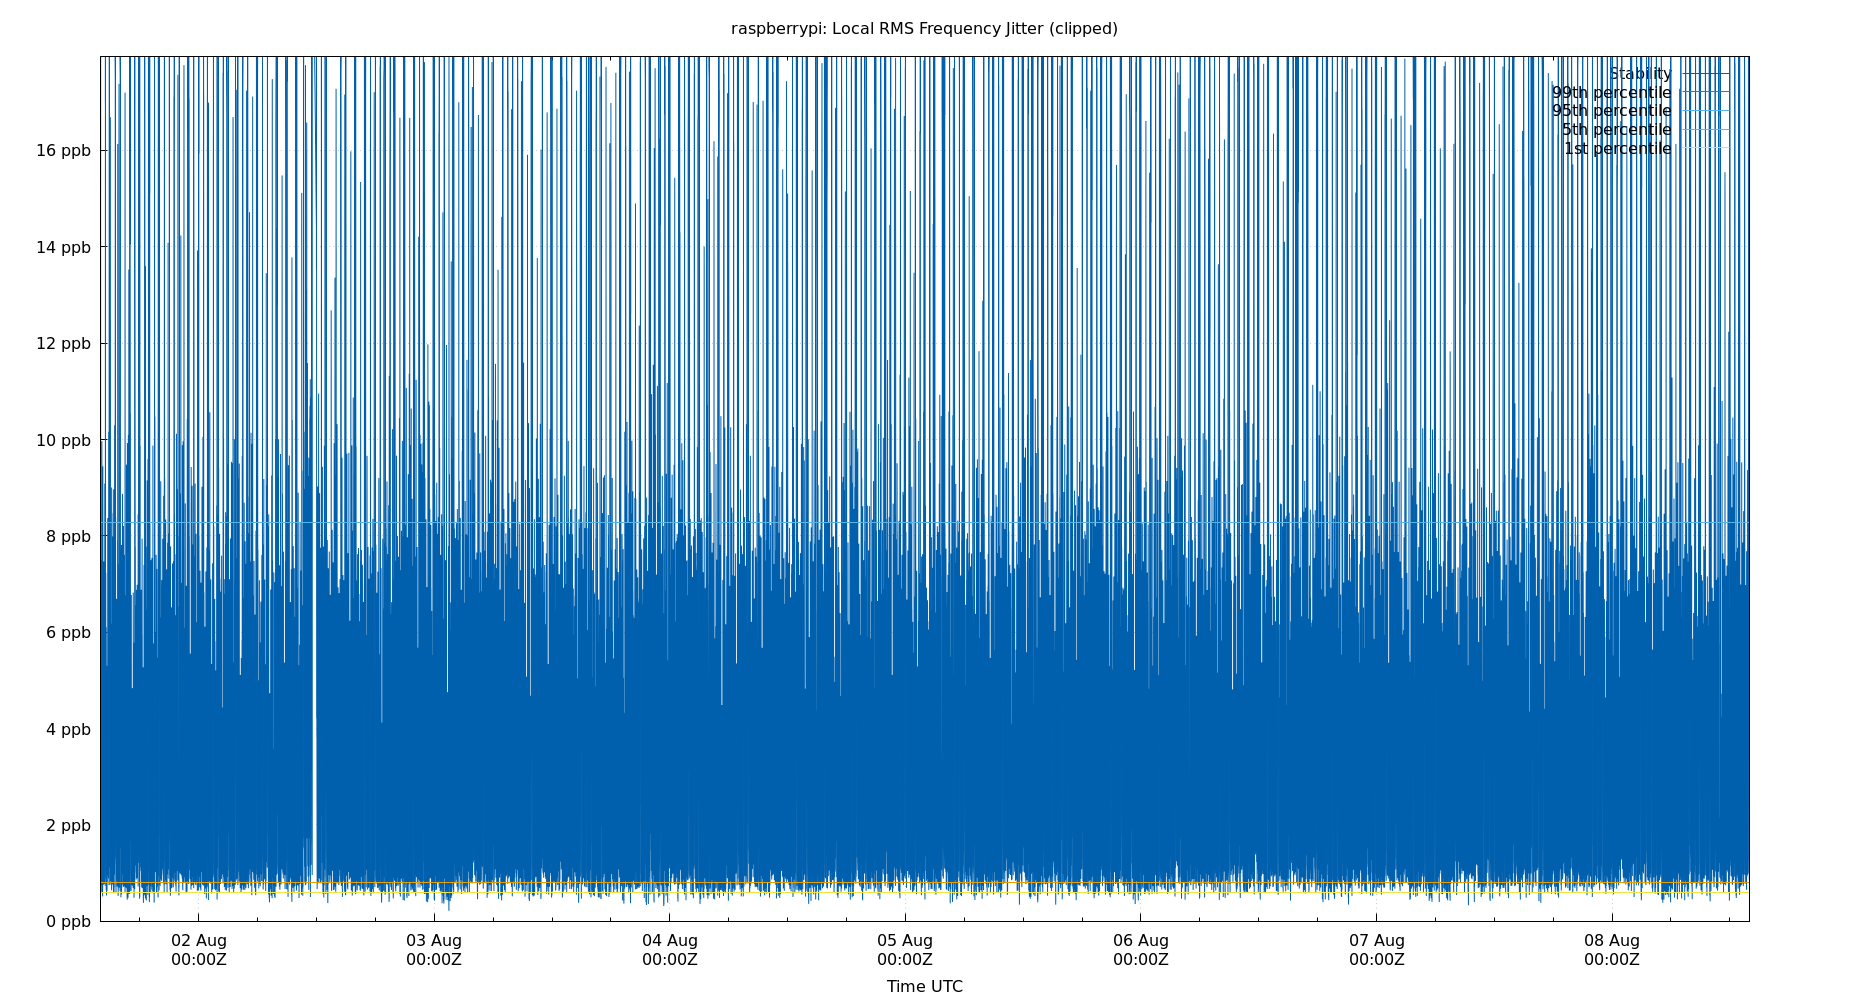 raspberrypi: Local RMS Frequency Jitter (clipped)
Stability
99th percentile
95th percentile
5th percentile
1st percentile
16 ppb
14 ppb
12 ppb
10 ppb
8 ppb
6 ppb
4 ppb
2 ppb
0 ppb
02 Aug 03 Aug 04 Aug 05 Aug 06 Aug 07 Aug 08 Aug
00:00Z 00:00Z 00:00Z 00:00Z 00:00Z 00:00Z 00:00Z
Time UTC